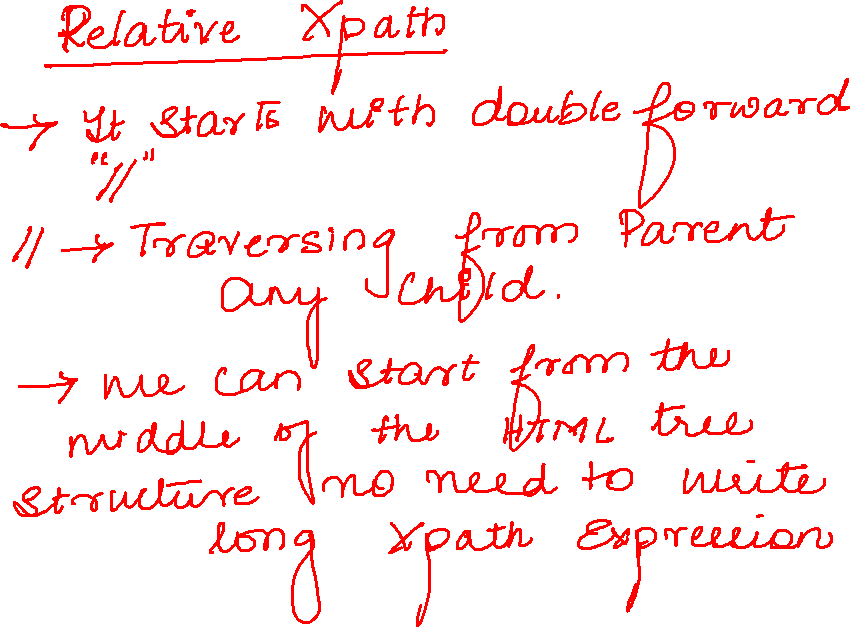 Relative Xpath
→ It starts with double forward
"//"
// → Traversing from Parent
any child.
→ we can start from the
middle of the HTML tree
structure no need to write
long Xpath Expression